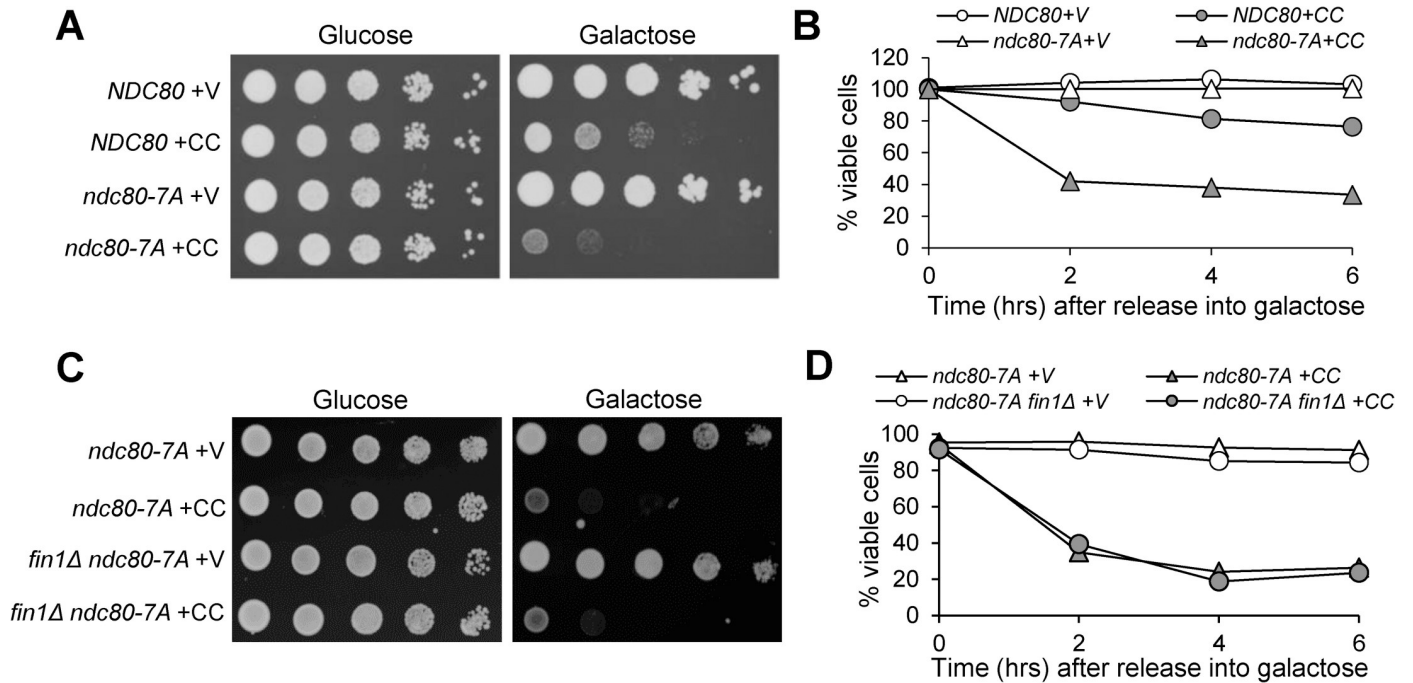 A
Glucose
Galactose
NDC80 +V
NDC80 +CC
ndc80-7A +V
ndc80-7A +CC
B
NDC80+V
NDC80+CC
ndc80-7A+V
ndc80-7A+CC
% viable cells
120
100
80
60
40
20
0
0
2
4
6
Time (hrs) after release into galactose
C
Glucose
Galactose
ndc80-7A +V
ndc80-7A +CC
fin1Δ ndc80-7A +V
fin1Δ ndc80-7A +CC
D
ndc80-7A +V
ndc80-7A +CC
ndc80-7A fin1Δ +V
ndc80-7A fin1Δ +CC
% viable cells
100
80
60
40
20
0
0
2
4
6
Time (hrs) after release into galactose